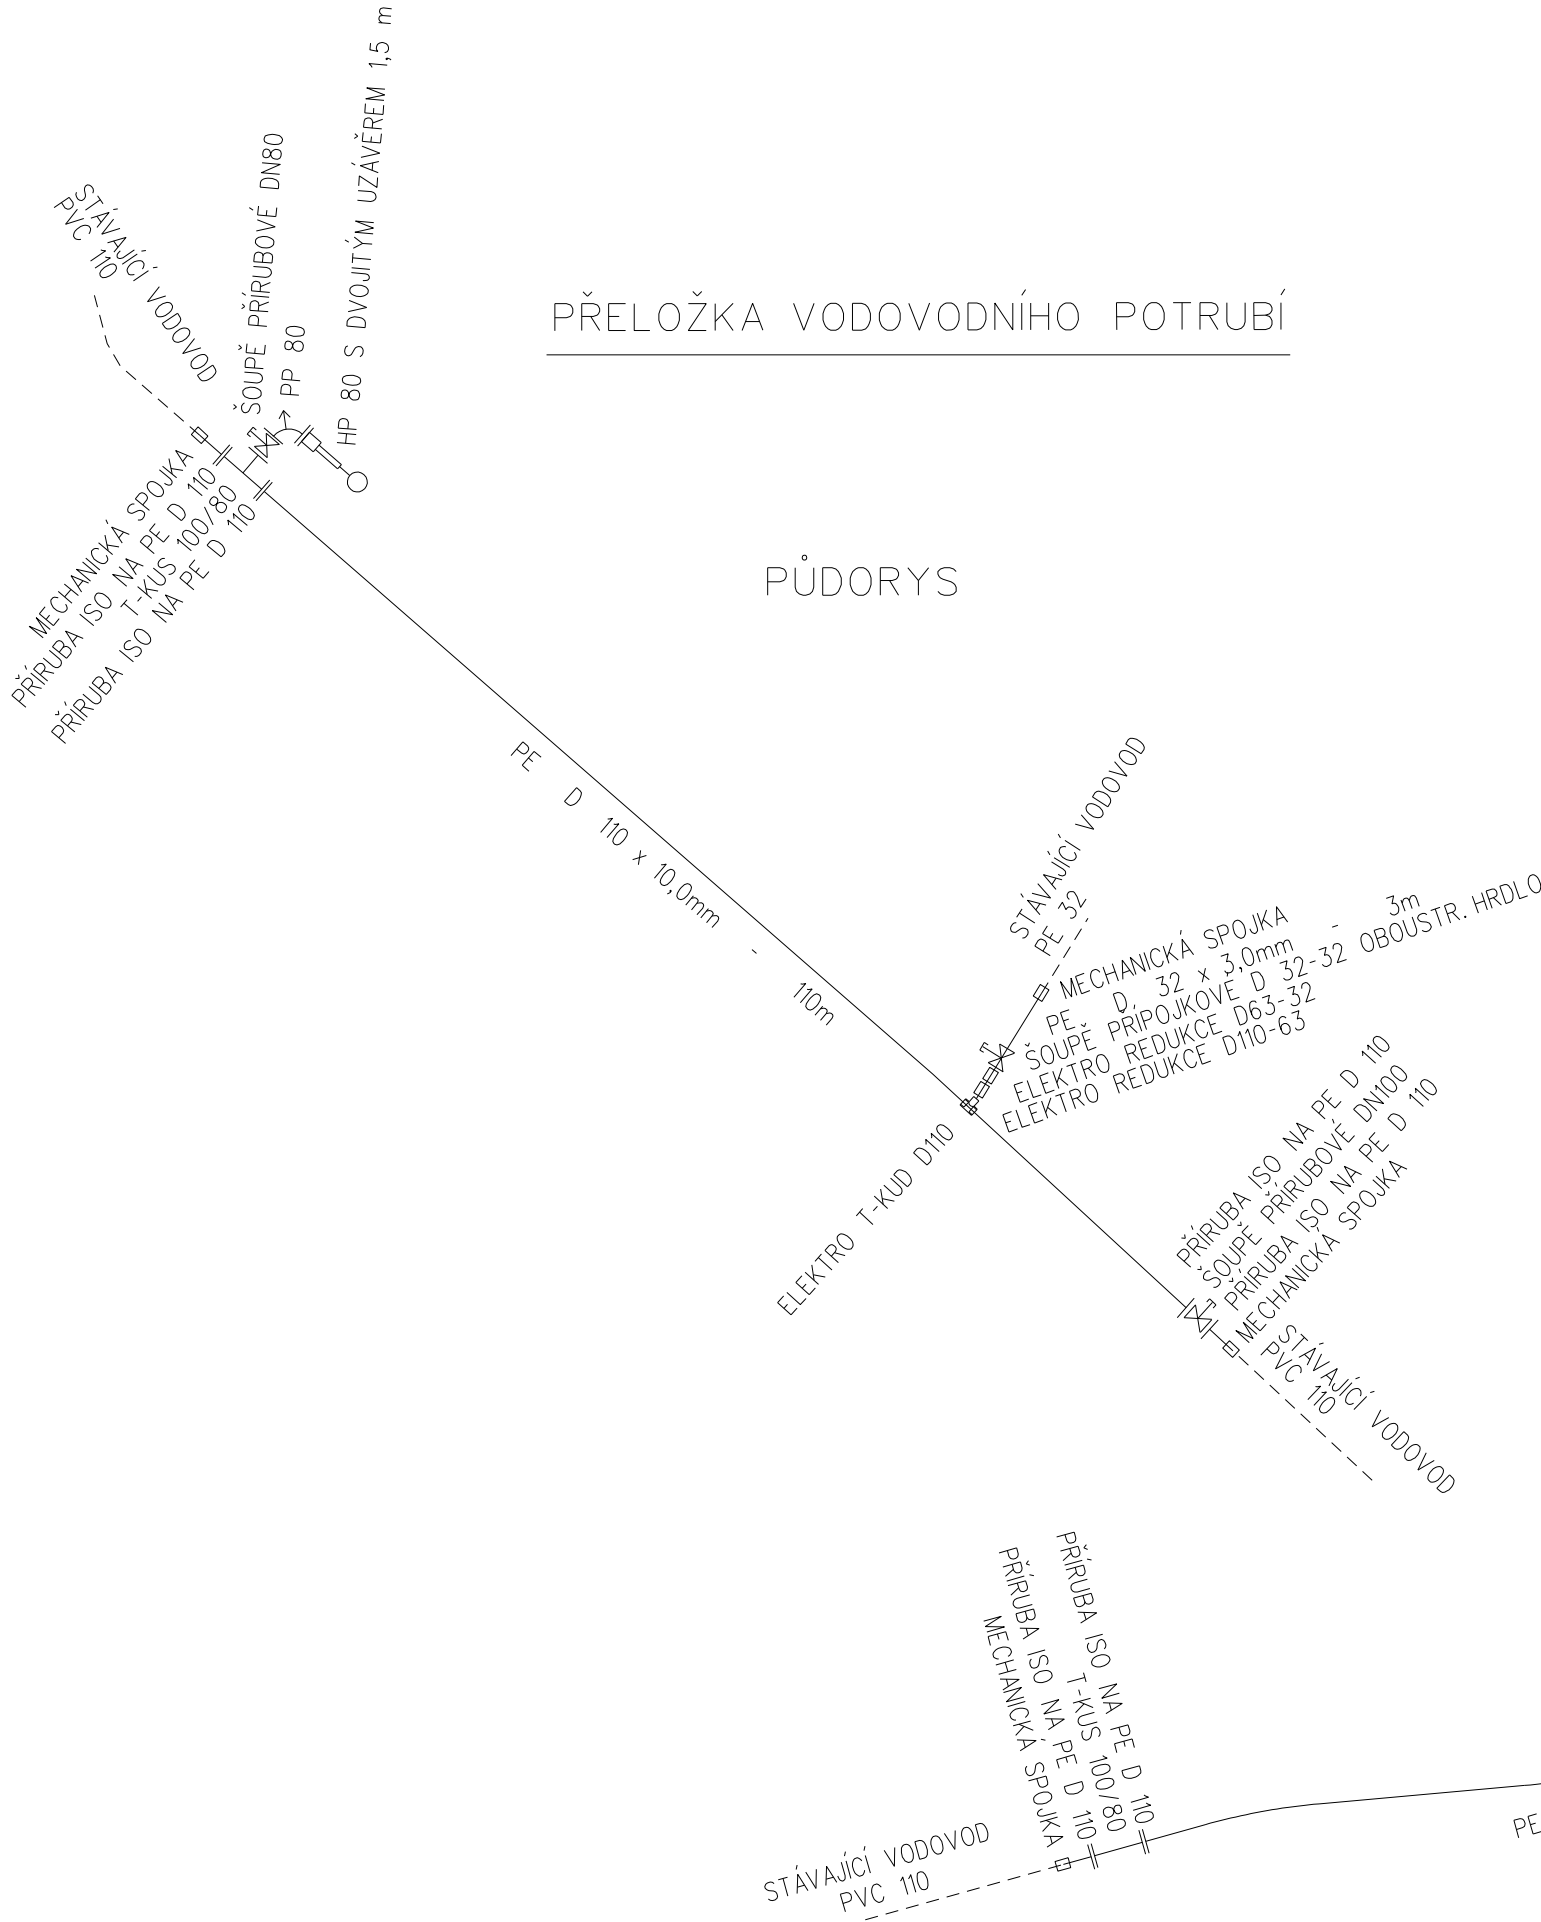 PŘELOŽKA VODOVODNÍHO POTRUBÍ
PŮDORYS
STÁVAJÍCÍ VODOVOD
PVC 110
ŠOUPĚ PŘÍRUBOVÉ DN80
PP 80
HP 80 S DVOJITÝM UZÁVĚREM 1,5 m
MECHANICKÁ SPOJKA
PŘÍRUBA ISO NA PE D 110
T-KUS 100/80
PŘÍRUBA ISO NA PE D 110
PE D 110 x 10,0mm - 110m
STÁVAJÍCÍ VODOVOD
PE 32
MECHANICKÁ SPOJKA
PE D 32 x 3,0mm - 3m
ŠOUPĚ PŘÍPOJKOVÉ D 32-32 OBOUSTR. HRDLO
ELEKTRO REDUKCE D63-32
ELEKTRO REDUKCE D110-63
ELEKTRO T-KUD D110
PŘÍRUBA ISO NA PE D 110
ŠOUPĚ PŘÍRUBOVÉ DN100
PŘÍRUBA ISO NA PE D 110
MECHANICKÁ SPOJKA
STÁVAJÍCÍ VODOVOD
PVC 110
PŘÍRUBA ISO NA PE D 110
T-KUS 100/80
PŘÍRUBA ISO NA PE D 110
MECHANICKÁ SPOJKA
STÁVAJÍCÍ VODOVOD
PVC 110
PE